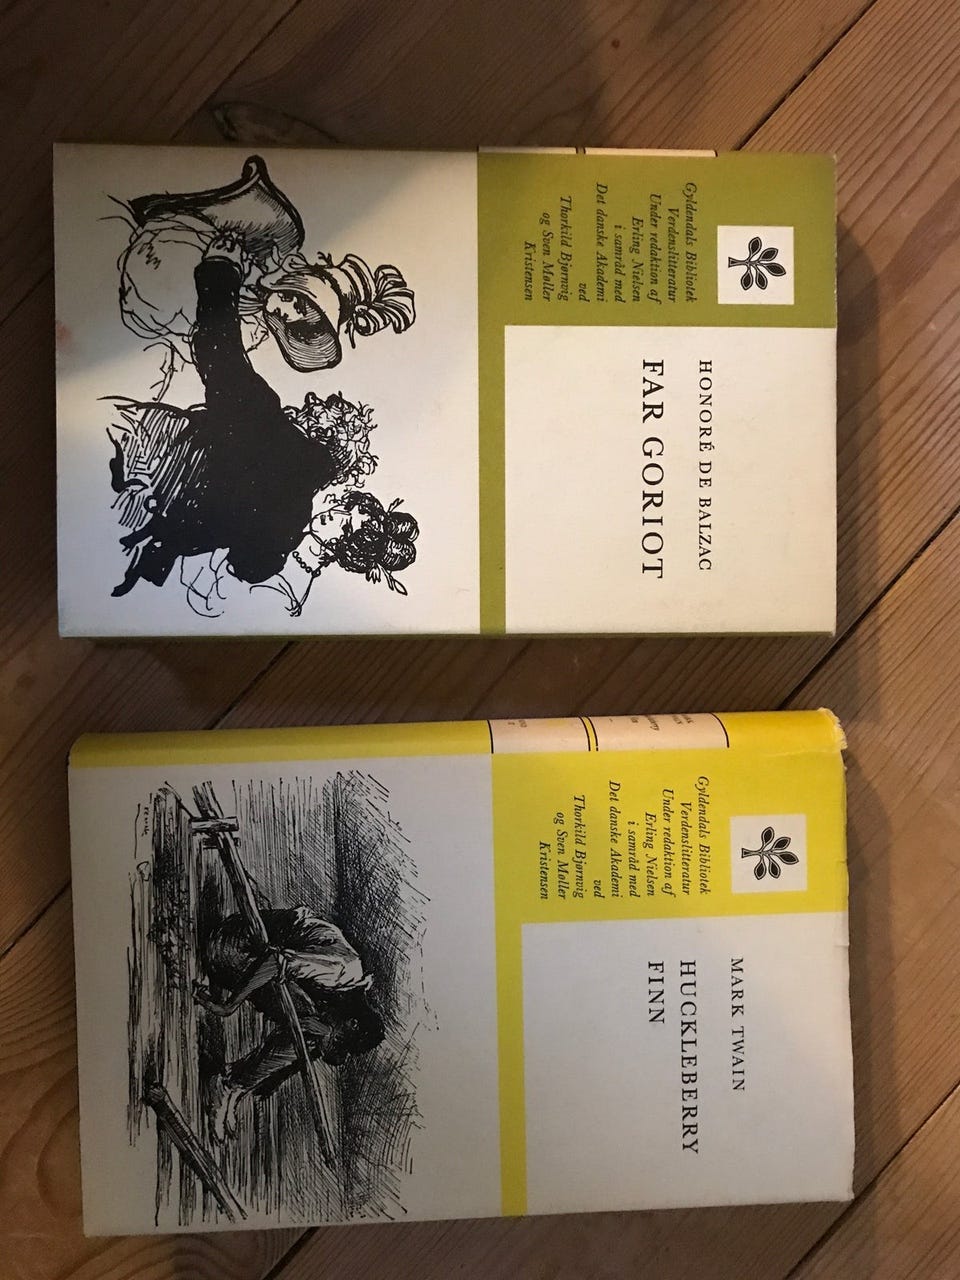 Gyldendals Bibliotek
Verdenslitteratur
Under redaktion af
Erling Nielsen
i samråd med
Det danske Akademi
ved
Thorkild Bjørnvig
og Sven Møller
Kristensen
HONORÉ DE BALZAC
FAR GORIOT
Gyldendals Bibliotek
Verdenslitteratur
Under redaktion af
Erling Nielsen
i samråd med
Det danske Akademi
ved
Thorkild Bjørnvig
og Sven Møller
Kristensen
MARK TWAIN
HUCKLEBERRY
FINN